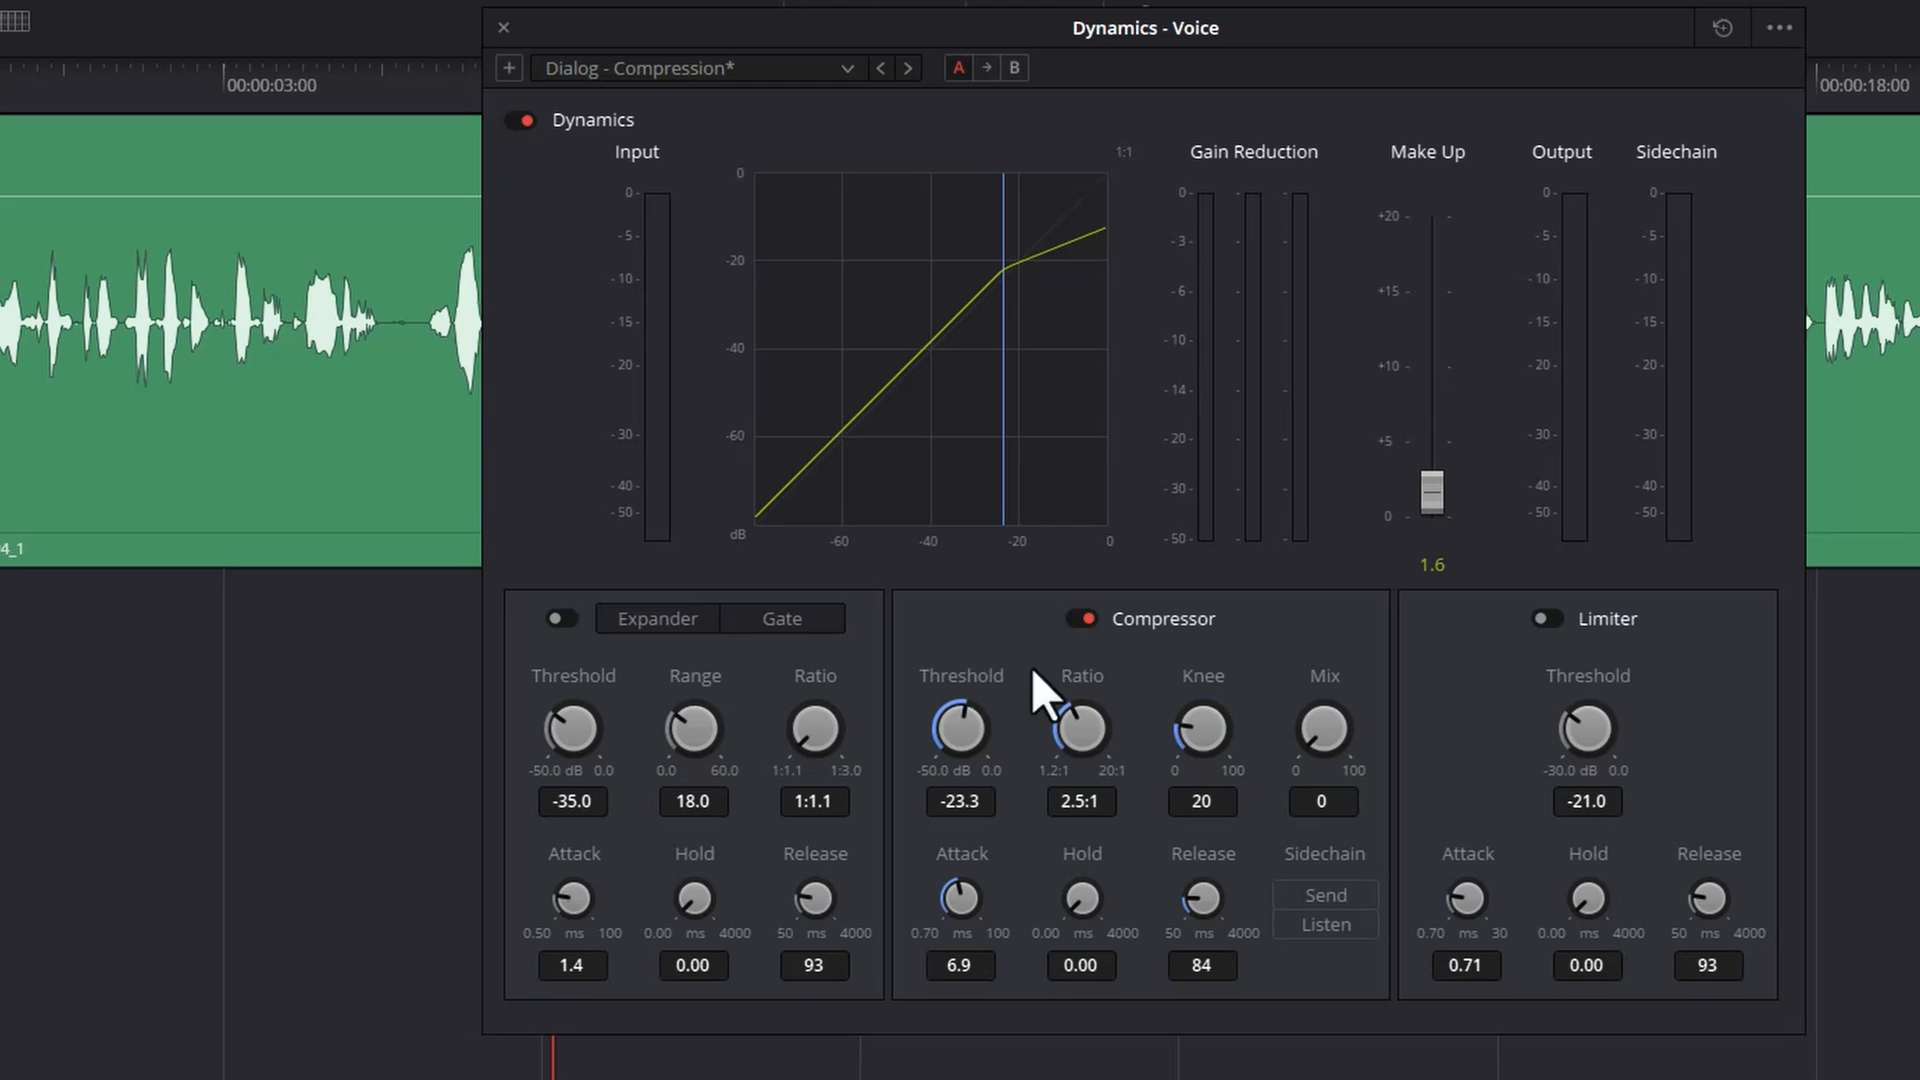 Dynamics - Voice
+ Dialog - Compression* A B
00:00:03:00
00:00:18:00
Dynamics
Input 1:1 Gain Reduction Make Up Output Sidechain
0 -5 -10 -15 -20 -30 -40 -50
0 -20 -40 -60 dB
-60 -40 -20 0
0 -3 -6 -10 -14 -20 -30 -50
+20 +15 +10 +5 0
1.6
0 -5 -10 -15 -20 -30 -40 -50
0 -5 -10 -15 -20 -30 -40 -50
4_1
Expander Gate
Threshold Range Ratio
-50.0 dB 0.0 0.0 60.0 1:1.1 1:3.0
-35.0 18.0 1:1.1
Attack Hold Release
0.50 ms 100 0.00 ms 4000 50 ms 4000
1.4 0.00 93
Compressor
Threshold Ratio Knee Mix
-50.0 dB 0.0 1.2:1 20:1 0 100 0 100
-23.3 2.5:1 20 0
Attack Hold Release Sidechain
Send
Listen
0.70 ms 100 0.00 ms 4000 50 ms 4000
6.9 0.00 84
Limiter
Threshold
-30.0 dB 0.0
-21.0
Attack Hold Release
0.70 ms 30 0.00 ms 4000 50 ms 4000
0.71 0.00 93